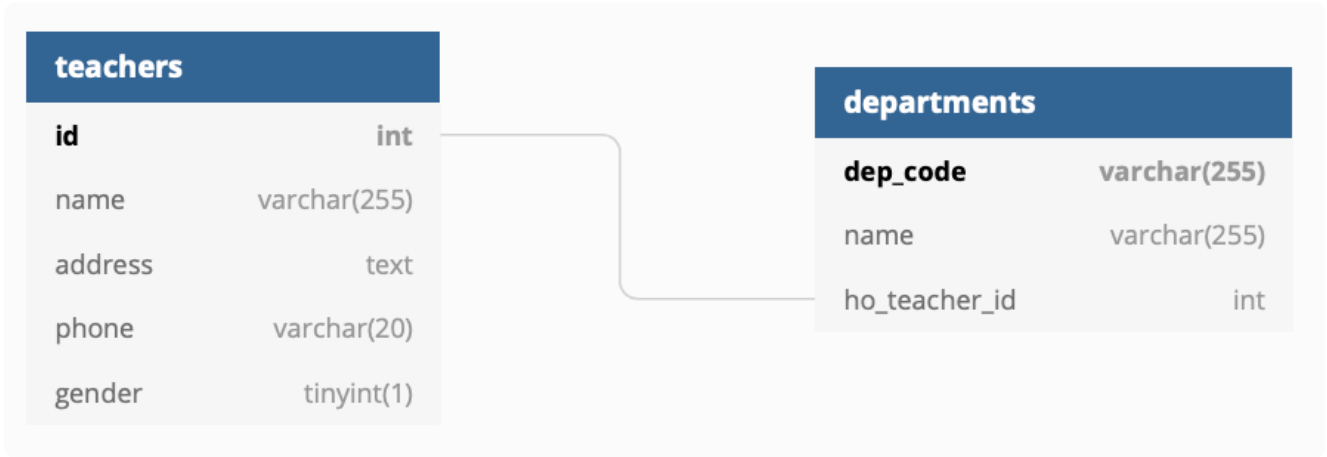 teachers
id int
name varchar(255)
address text
phone varchar(20)
gender tinyint(1)
departments
dep_code varchar(255)
name varchar(255)
ho_teacher_id int